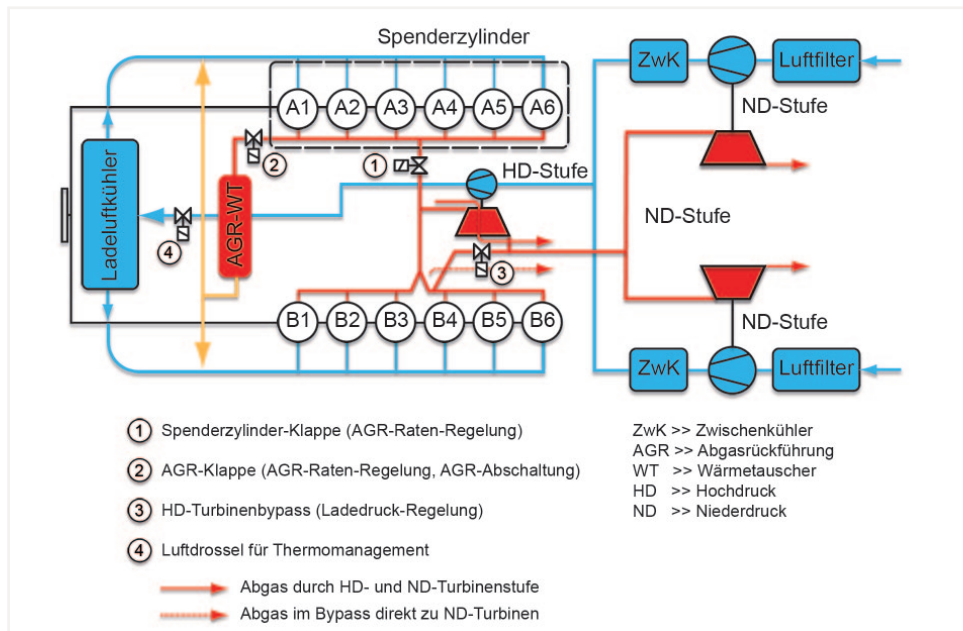 Spenderzylinder
ZwK
Luftfilter
ND-Stufe
A1 A2 A3 A4 A5 A6
2
1
HD-Stufe
Ladeluftkühler
AGR-WT
ND-Stufe
4
3
B1 B2 B3 B4 B5 B6
ND-Stufe
ZwK
Luftfilter
1 Spenderzylinder-Klappe (AGR-Raten-Regelung)
2 AGR-Klappe (AGR-Raten-Regelung, AGR-Abschaltung)
3 HD-Turbinenbypass (Ladedruck-Regelung)
4 Luftdrossel für Thermomanagement
Abgas durch HD- und ND-Turbinenstufe
Abgas im Bypass direkt zu ND-Turbinen
ZwK >> Zwischenkühler
AGR >> Abgasrückführung
WT >> Wärmetauscher
HD >> Hochdruck
ND >> Niederdruck